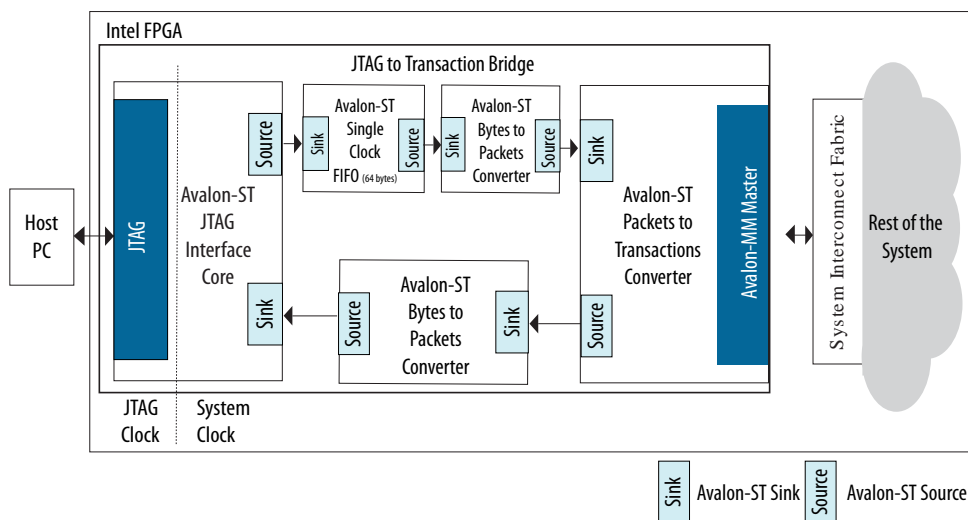 Intel FPGA
JTAG to Transaction Bridge
Host
PC
JTAG
Avalon-ST
JTAG
Interface
Core
Source
Sink
Sink
Avalon-ST
Single
Clock
FIFO (64 bytes)
Source
Sink
Avalon-ST
Bytes to
Packets
Converter
Source
Sink
Avalon-ST
Packets to
Transactions
Converter
Source
Avalon-MM Master
Source
Avalon-ST
Bytes to
Packets
Converter
Sink
System Interconnect Fabric
Rest of the
System
JTAG
Clock
System
Clock
Sink
Avalon-ST Sink
Source
Avalon-ST Source